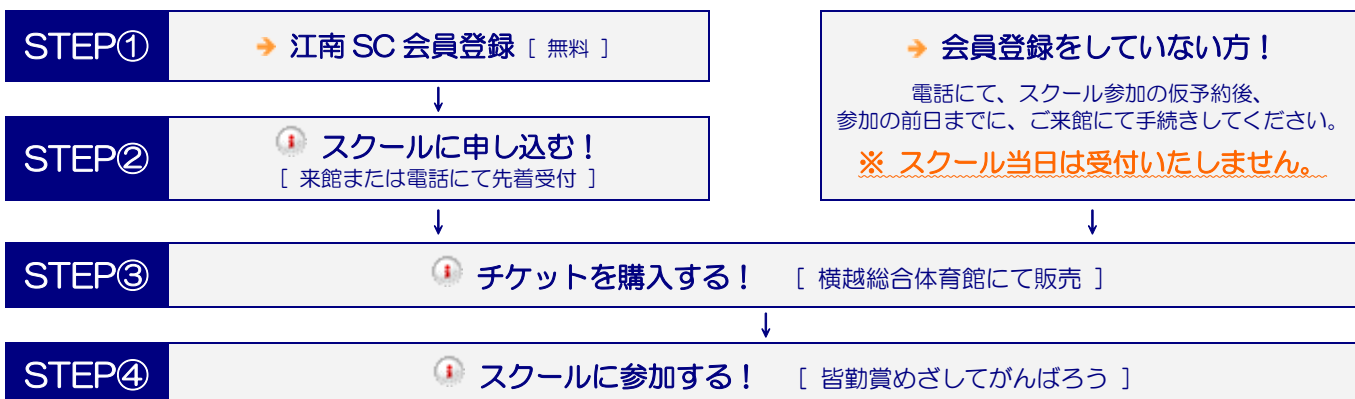 STEP① 江南 SC 会員登録 [ 無料 ]
STEP② スクールに申し込む！
[ 来館または電話にて先着受付 ]
会員登録をしていない方！
電話にて、スクール参加の仮予約後、
参加の前日までに、ご来館にて手続きしてください。
※ スクール当日は受付いたしません。
STEP③ チケットを購入する！ [ 横越総合体育館にて販売 ]
STEP④ スクールに参加する！ [ 皆勤賞めざしてがんばろう ]